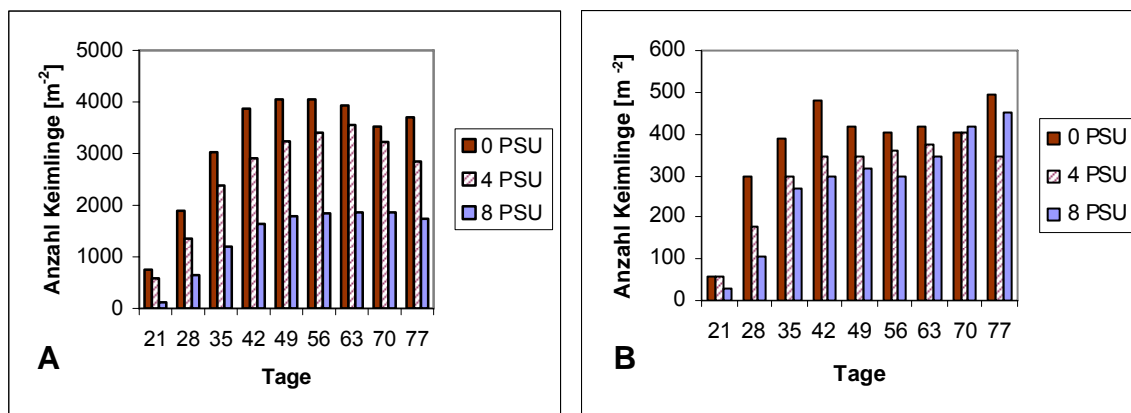 Anzahl Keimlinge [m⁻²]
5000
4000
3000
2000
1000
0
21 28 35 42 49 56 63 70 77
Tage
0 PSU
4 PSU
8 PSU
A
Anzahl Keimlinge [m⁻²]
600
500
400
300
200
100
0
21 28 35 42 49 56 63 70 77
Tage
0 PSU
4 PSU
8 PSU
B